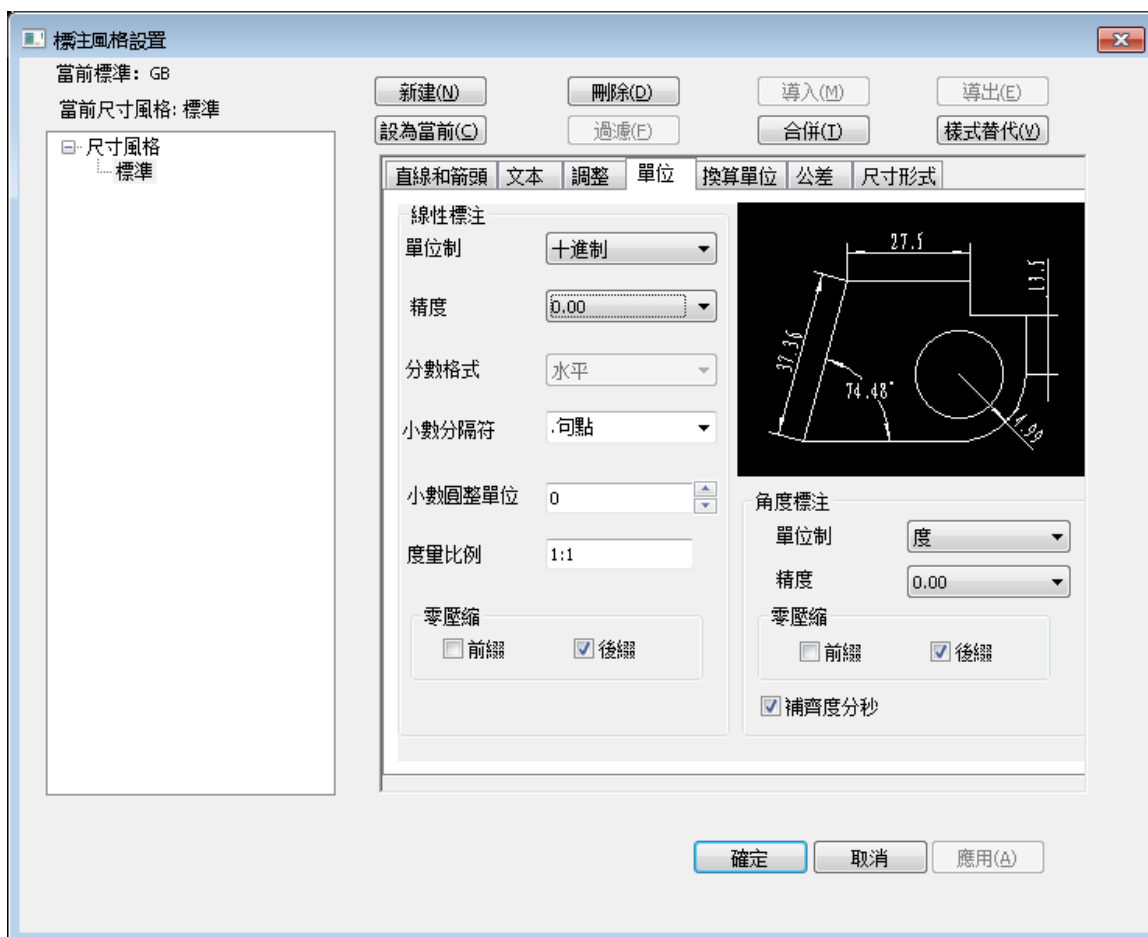 標注風格設置
當前標準: GB
新建(N) 刪除(D) 導入(M) 導出(E)
當前尺寸風格: 標準
設為當前(C) 過濾(F) 合併(I) 樣式替代(V)
尺寸風格
標準
直線和箭頭 文本 調整 單位 換算單位 公差 尺寸形式
線性標注
單位制 十進制
精度 0.00
分數格式 水平
小數分隔符 .句點
小數圓整單位 0
度量比例 1:1
零壓縮
前綴 後綴
27.5
13.5
37.36
74.48°
14.99
角度標注
單位制 度
精度 0.00
零壓縮
前綴 後綴
補齊度分秒
確定 取消 應用(A)